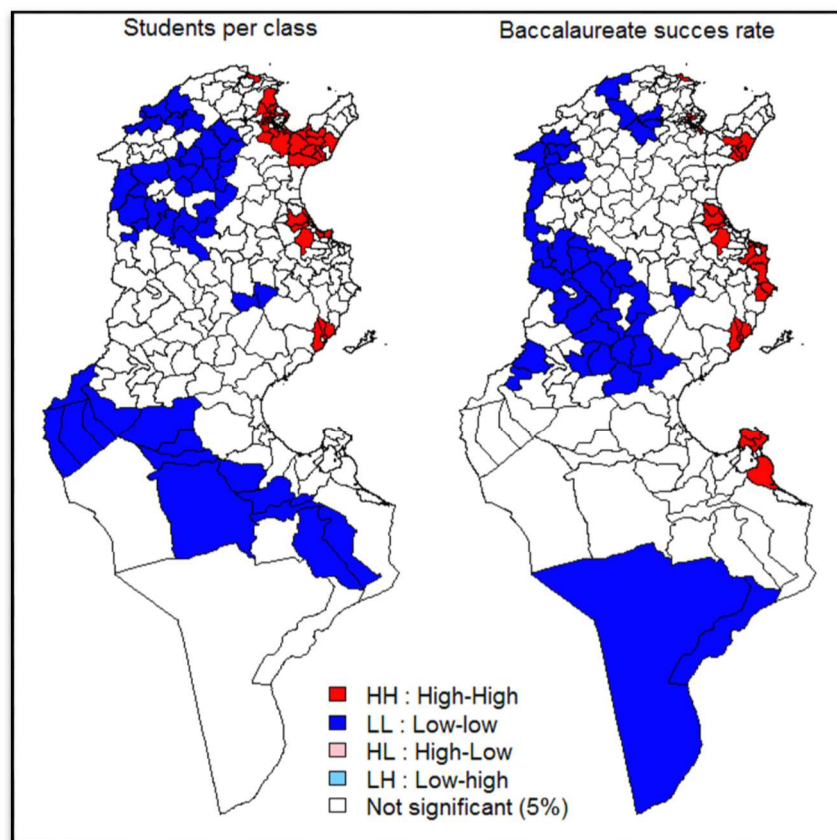 Students per class
Baccalaureate succes rate
HH : High-High
LL : Low-low
HL : High-Low
LH : Low-high
Not significant (5%)